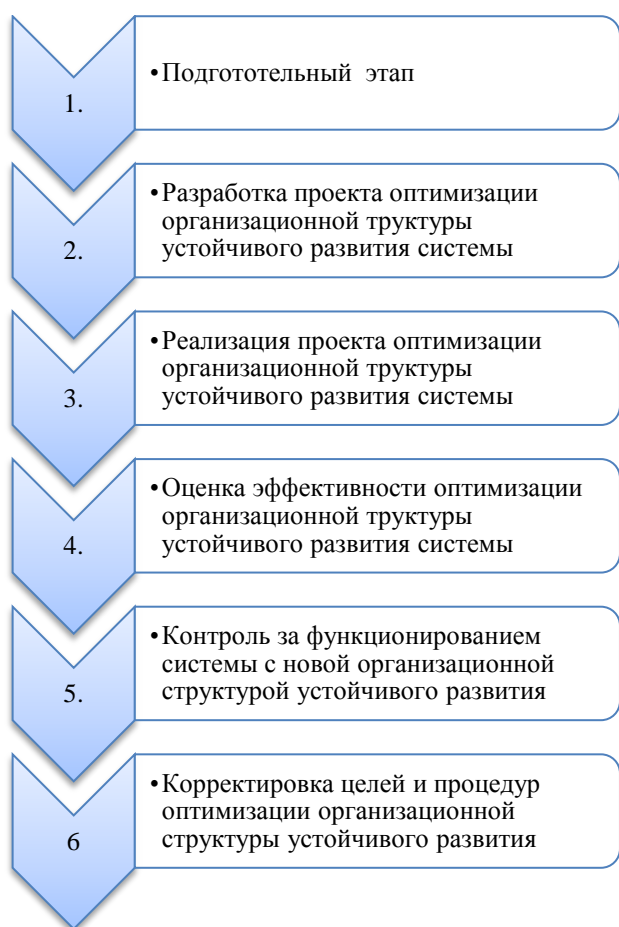 1.
•Подгототельный этап
2.
•Разработка проекта оптимизации
организационной труктуры
устойчивого развития системы
3.
•Реализация проекта оптимизации
организационной труктуры
устойчивого развития системы
4.
•Оценка эффективности оптимизации
организационной труктуры
устойчивого развития системы
5.
•Контроль за функционированием
системы с новой организационной
структурой устойчивого развития
6
•Корректировка целей и процедур
оптимизации организационной
структуры устойчивого развития